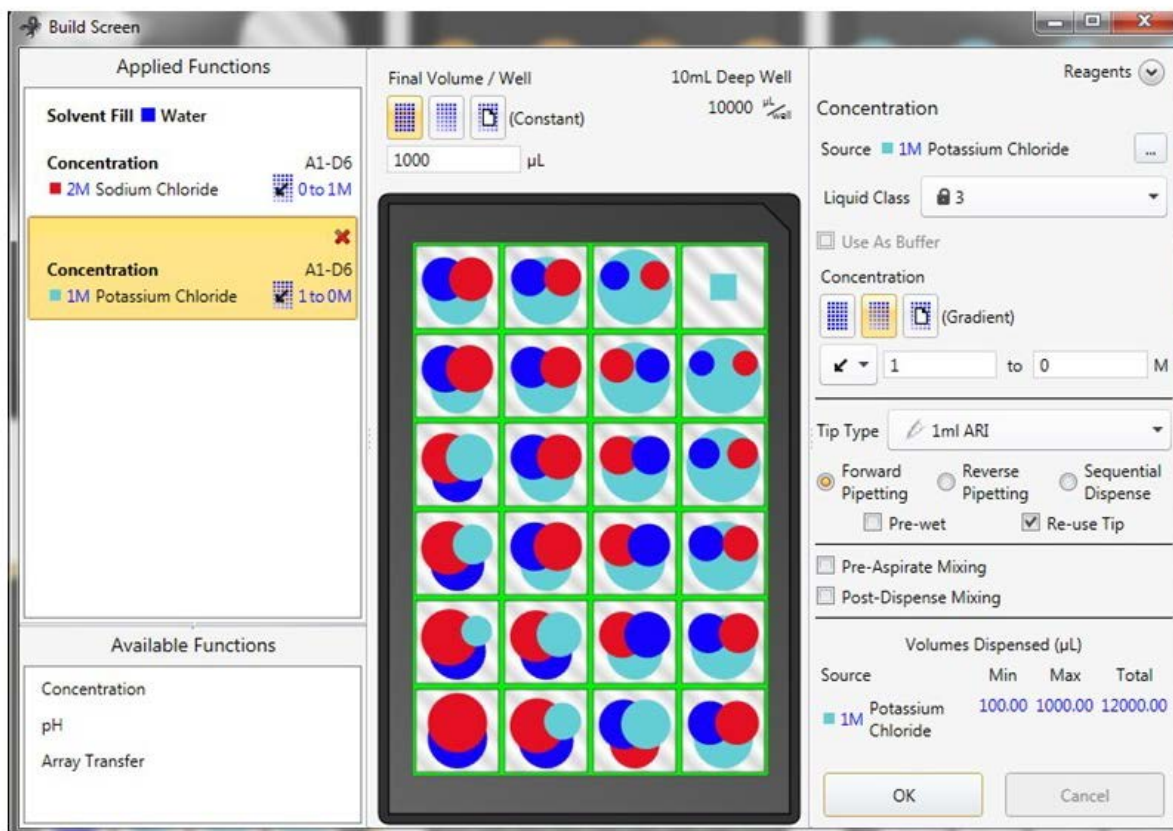 Build Screen
Applied Functions
Solvent Fill Water
Concentration A1-D6
2M Sodium Chloride 0 to 1M
Concentration A1-D6
1M Potassium Chloride 1 to 0M
Available Functions
Concentration
pH
Array Transfer
Final Volume / Well 10mL Deep Well
(Constant) 10000 µL/well
1000 µL
Reagents
Concentration
Source 1M Potassium Chloride ...
Liquid Class 3
Use As Buffer
Concentration
(Gradient)
1 to 0 M
Tip Type 1ml ARI
Forward Pipetting
Reverse Pipetting
Sequential Dispense
Pre-wet Re-use Tip
Pre-Aspirate Mixing
Post-Dispense Mixing
Volumes Dispensed (µL)
Source Min Max Total
1M Potassium Chloride 100.00 1000.00 12000.00
OK Cancel